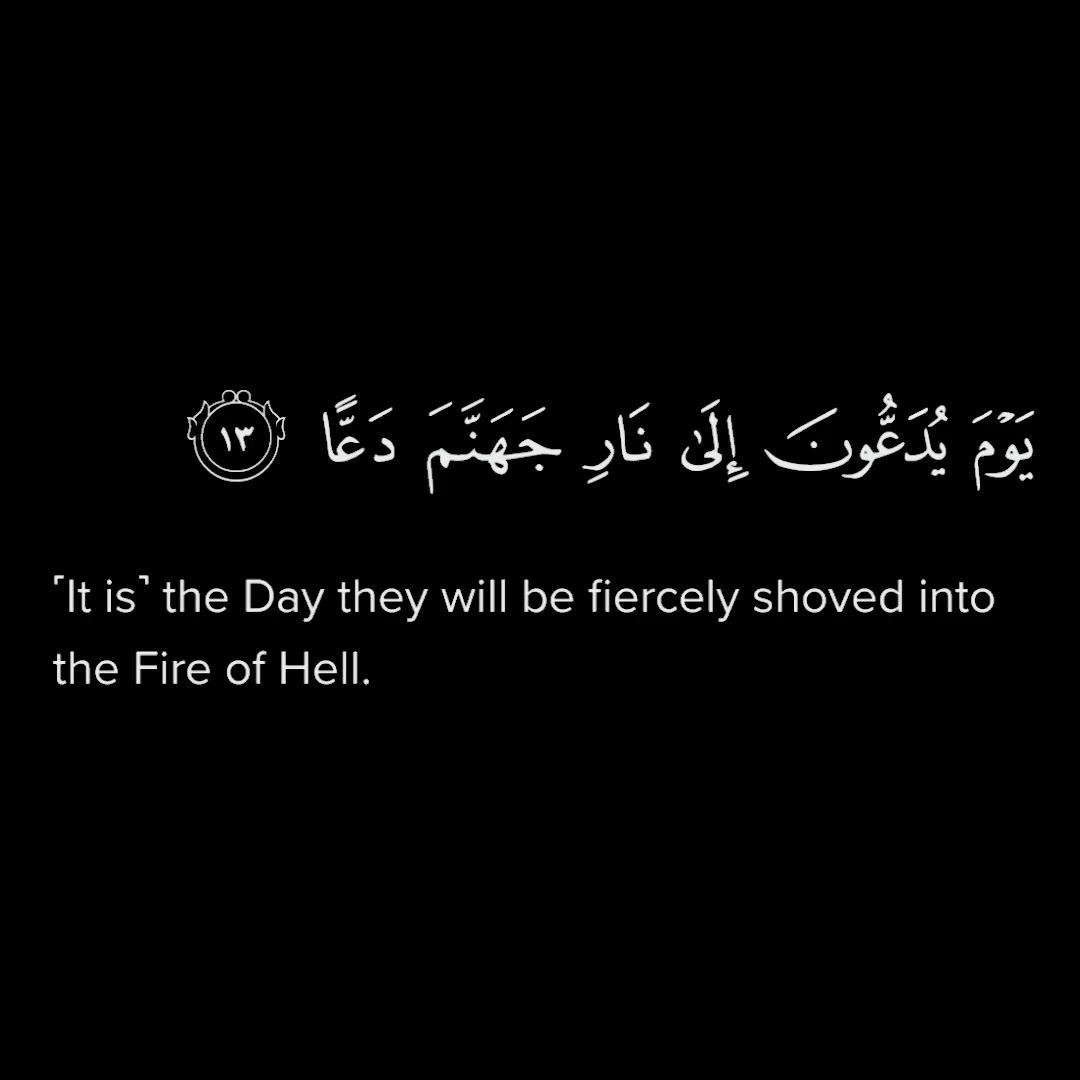 يَوْمَ يُدَعُّونَ إِلَىٰ نَارِ جَهَنَّمَ دَعًّا ١٣
˹It is˺ the Day they will be fiercely shoved into
the Fire of Hell.